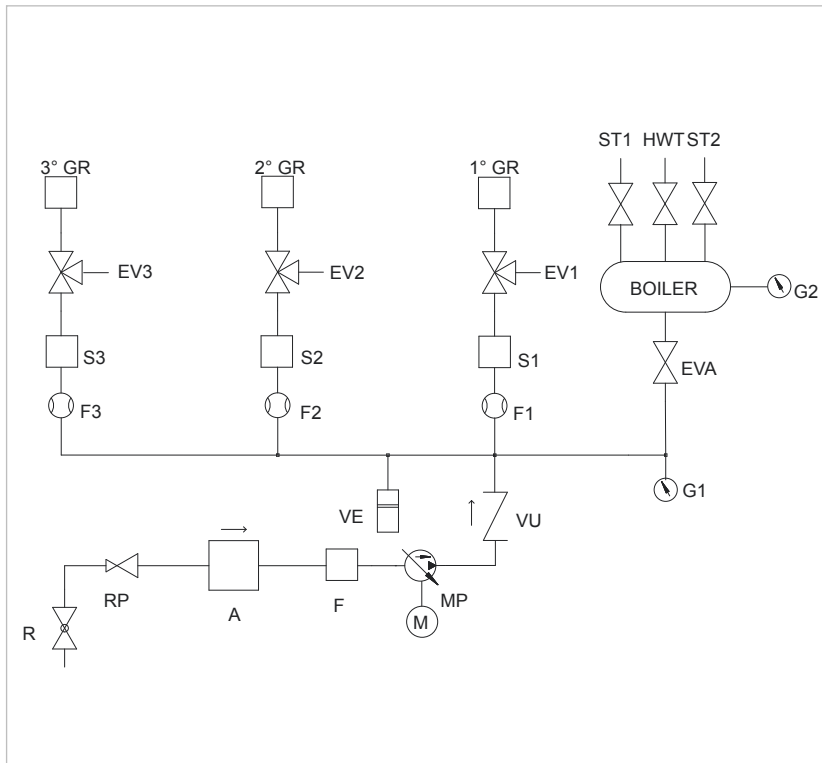 ST1 HWT ST2
3° GR 2° GR 1° GR
EV3 EV2 EV1
BOILER
G2
S3 S2 S1
EVA
F3 F2 F1
G1
VE VU
RP A F MP
R
M